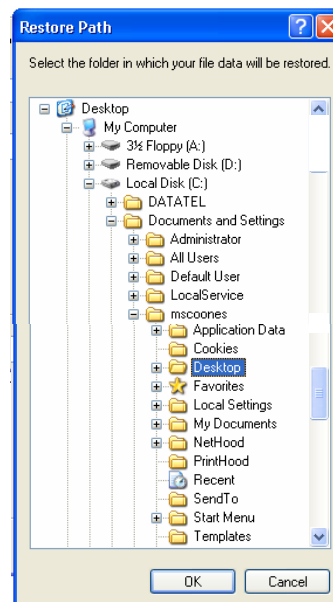 Restore Path
Select the folder in which your file data will be restored.
Desktop
My Computer
3½ Floppy (A:)
Removable Disk (D:)
Local Disk (C:)
DATATEL
Documents and Settings
Administrator
All Users
Default User
LocalService
mscoones
Application Data
Cookies
Desktop
Favorites
Local Settings
My Documents
NetHood
PrintHood
Recent
SendTo
Start Menu
Templates
OK Cancel